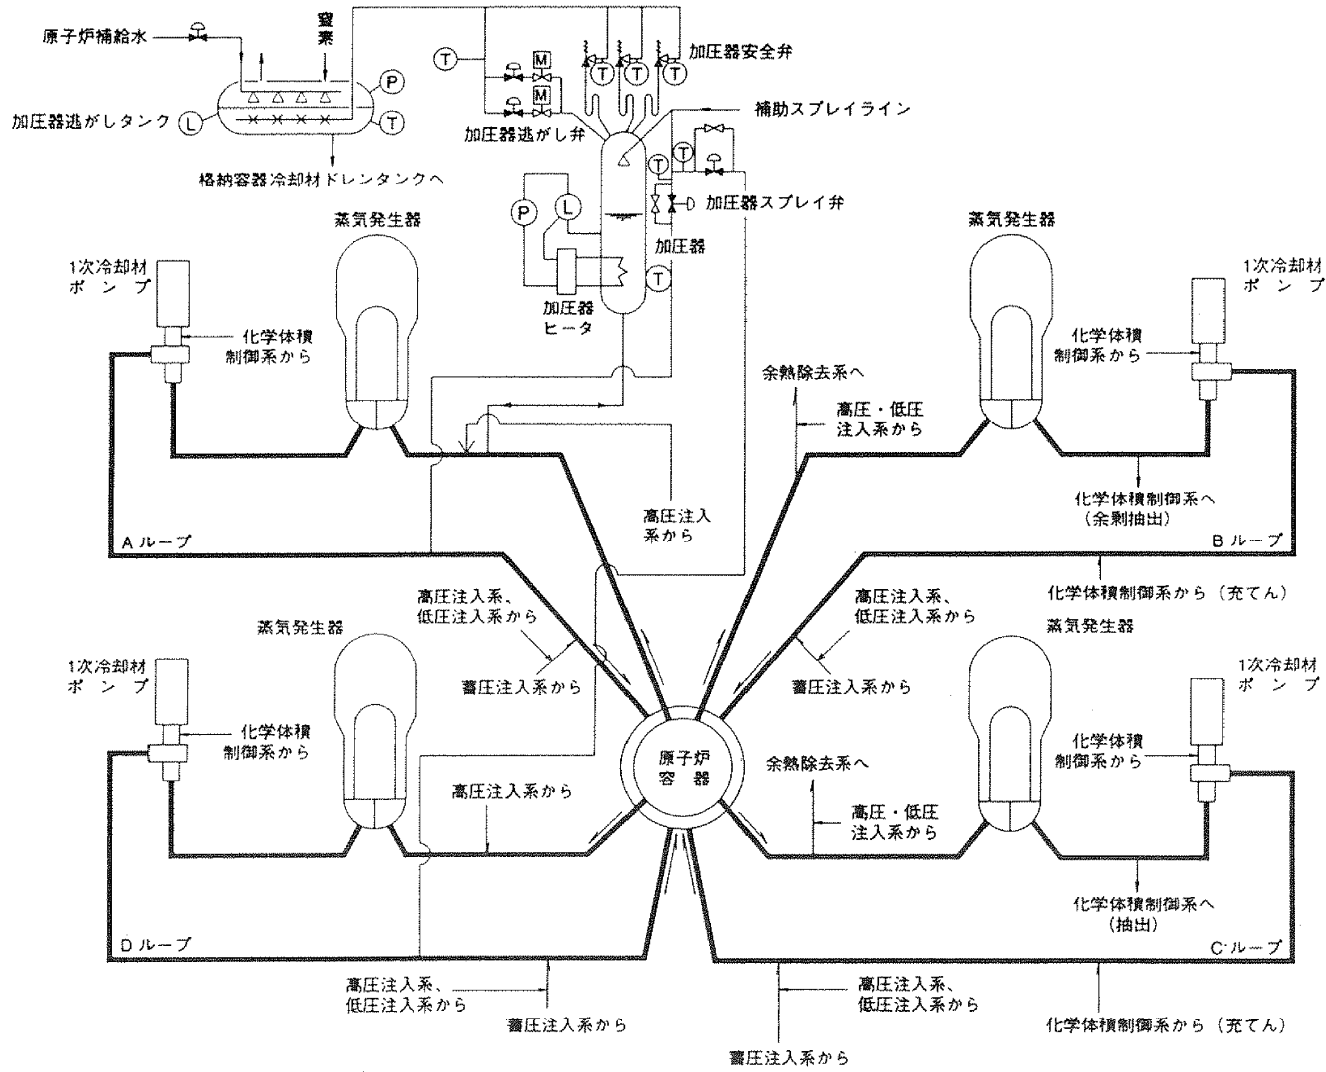 原子炉補給水
窒素
P
T
L
加圧器逃がしタンク
格納容器冷却材ドレンタンクへ
T
M
M
加圧器逃がし弁
T
T
T
加圧器安全弁
補助スプレイライン
T
T
加圧器スプレイ弁
P
L
加圧器
T
加圧器
ヒータ
蒸気発生器
1次冷却材
ポンプ
化学体積
制御系から
Aループ
高圧注入
系から
余熱除去系へ
高圧・低圧
注入系から
蒸気発生器
1次冷却材
ポンプ
化学体積
制御系から
化学体積制御系へ
(余剰抽出)
Bループ
化学体積制御系から(充てん)
高圧注入系、
低圧注入系から
蓄圧注入系から
高圧注入系、
低圧注入系から
蓄圧注入系から
蒸気発生器
1次冷却材
ポンプ
化学体積
制御系から
高圧注入系から
原子炉
容器
Dループ
高圧注入系、
低圧注入系から
蓄圧注入系から
余熱除去系へ
高圧・低圧
注入系から
蒸気発生器
1次冷却材
ポンプ
化学体積
制御系から
化学体積制御系へ
(抽出)
Cループ
高圧注入系、
低圧注入系から
蓄圧注入系から
化学体積制御系から(充てん)